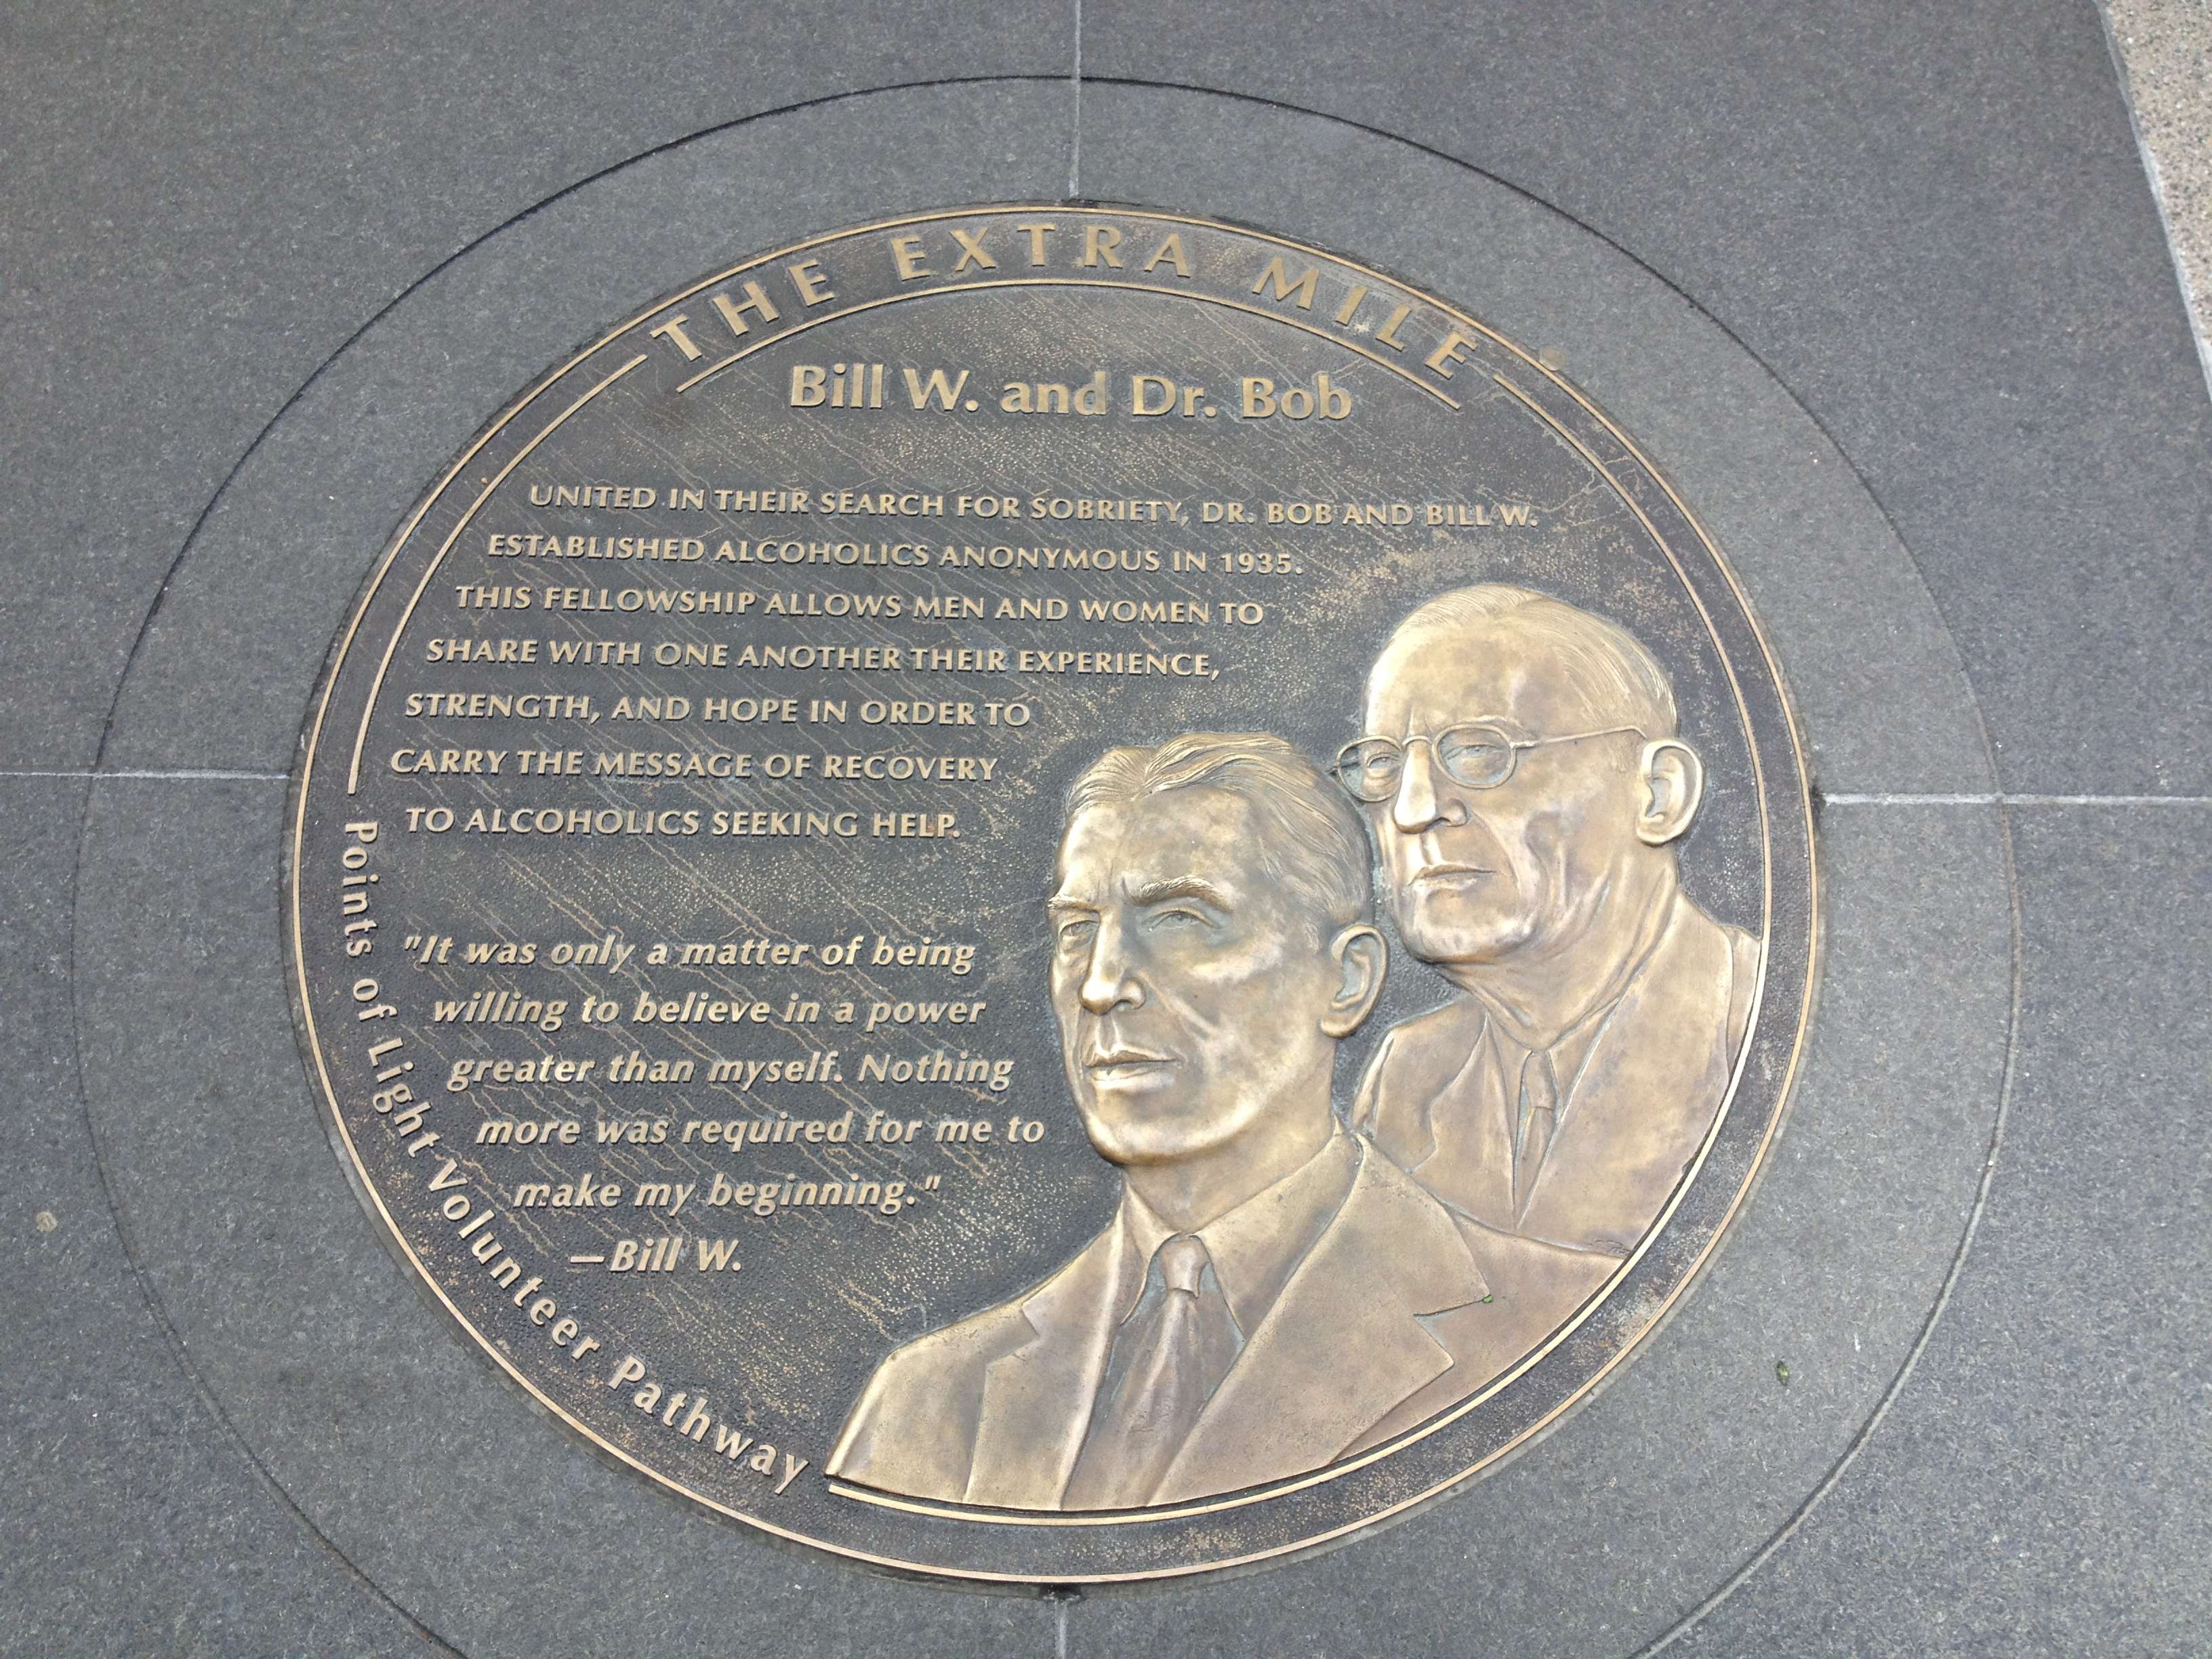 THE EXTRA MILE
Bill W. and Dr. Bob
UNITED IN THEIR SEARCH FOR SOBRIETY, DR. BOB AND BILL W.
ESTABLISHED ALCOHOLICS ANONYMOUS IN 1935.
THIS FELLOWSHIP ALLOWS MEN AND WOMEN TO
SHARE WITH ONE ANOTHER THEIR EXPERIENCE,
STRENGTH, AND HOPE IN ORDER TO
CARRY THE MESSAGE OF RECOVERY
TO ALCOHOLICS SEEKING HELP.
"It was only a matter of being
willing to believe in a power
greater than myself. Nothing
more was required for me to
make my beginning."
—Bill W.
Points of Light Volunteer Pathway